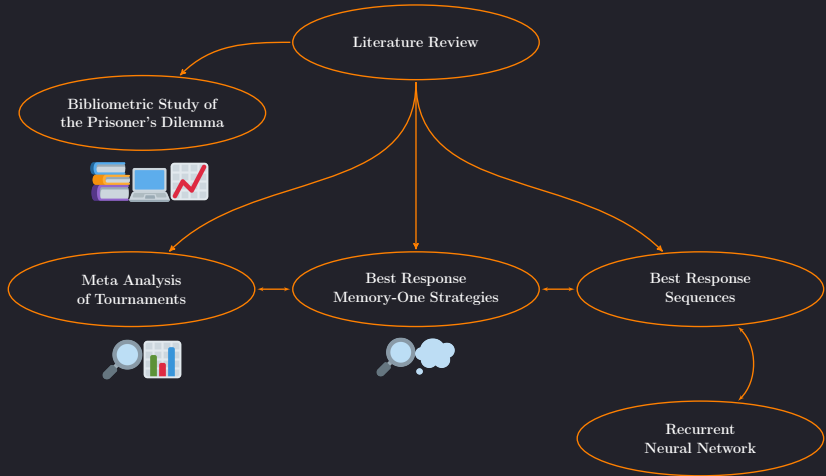 Literature Review
Bibliometric Study of
the Prisoner's Dilemma
Meta Analysis
of Tournaments
Best Response
Memory-One Strategies
Best Response
Sequences
Recurrent
Neural Network